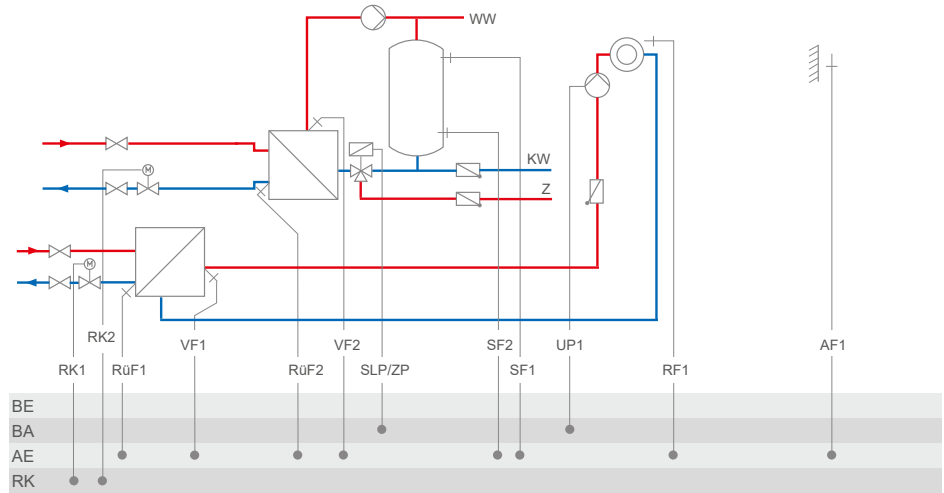 WW
KW
Z
M
M
RK2
VF1
VF2
SF2
UP1
AF1
RK1
RüF1
RüF2
SLP/ZP
SF1
RF1
BE
BA
AE
RK